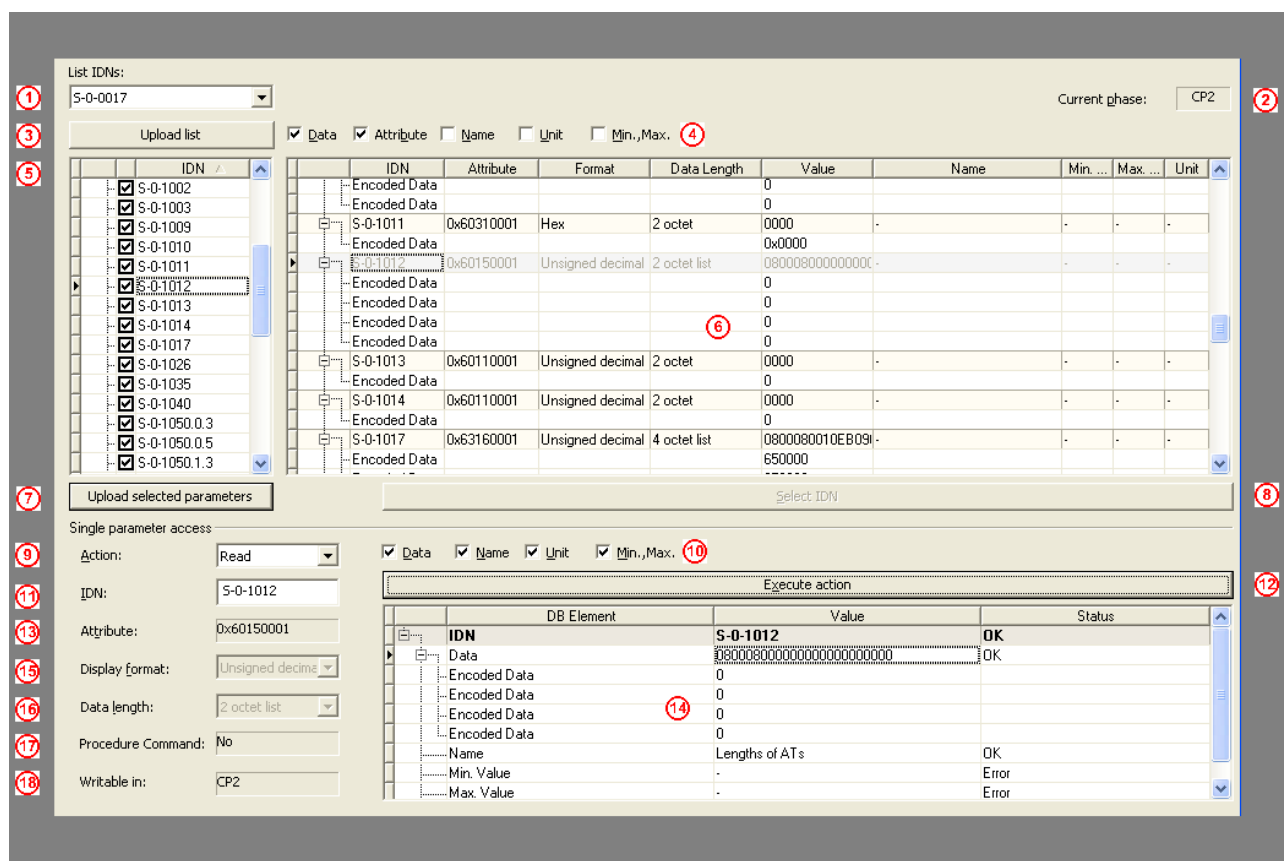 List IDNs:
1 S-0-0017 Current phase: CP2 2
3 Upload list Data Attribute Name Unit Min.,Max. 4
5 IDN IDN Attribute Format Data Length Value Name Min. ... Max. ... Unit
S-0-1002 Encoded Data 0
S-0-1003 Encoded Data 0
S-0-1009 S-0-1011 0x60310001 Hex 2 octet 0000 - - - -
S-0-1010 Encoded Data 0x0000
S-0-1011 S-0-1012 0x60150001 Unsigned decimal 2 octet list - - - -
S-0-1012 Encoded Data 0
S-0-1013 Encoded Data 0
S-0-1014 Encoded Data 6 0
S-0-1017 Encoded Data 0
S-0-1026 S-0-1013 0x60110001 Unsigned decimal 2 octet 0000 - - - -
S-0-1035 Encoded Data 0
S-0-1040 S-0-1014 0x60110001 Unsigned decimal 2 octet 0000 - - - -
S-0-1050.0.3 Encoded Data 0
S-0-1050.0.5 S-0-1017 0x63160001 Unsigned decimal 4 octet list - - - -
S-0-1050.1.3 Encoded Data 650000
7 Upload selected parameters Select IDN 8
Single parameter access
9 Action: Read Data Name Unit Min.,Max. 10
11 IDN: S-0-1012 Execute action 12
DB Element Value Status
13 Attribute: 0x60150001 IDN S-0-1012 OK
Data OK
15 Display format: Unsigned decima Encoded Data 0
Encoded Data 0
16 Data length: 2 octet list Encoded Data 14 0
Encoded Data 0
17 Procedure Command: No Name Lengths of ATs OK
Min. Value - Error
18 Writable in: CP2 Max. Value - Error